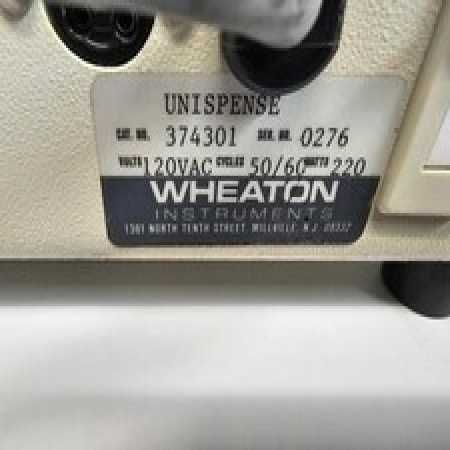 UNISPENSE
CAT. NO. 374301 SER. NO. 0276
VOLTS 120VAC CYCLES 50/60 WATTS 220
WHEATON
INSTRUMENTS
1301 NORTH TENTH STREET MILLVILLE, N.J. 08332